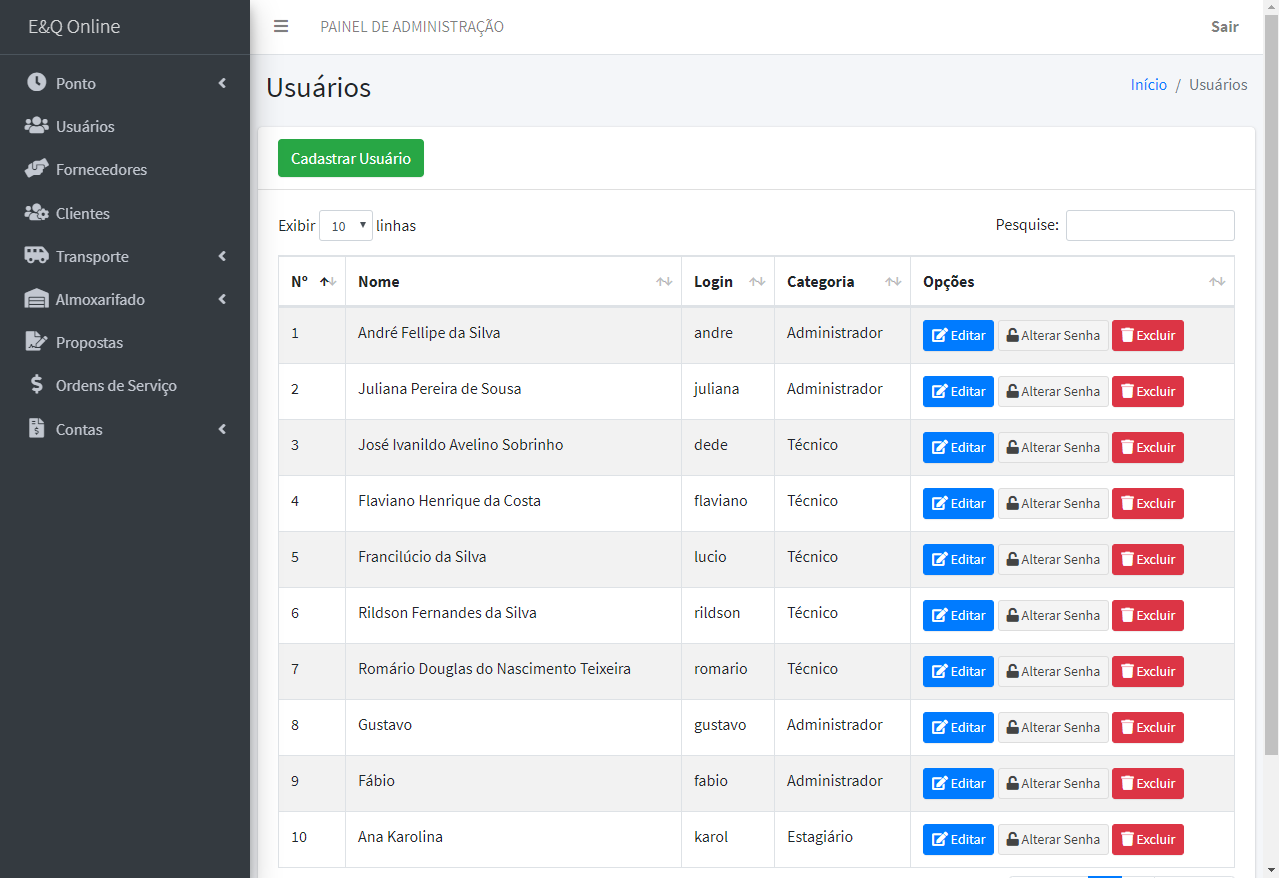 E&Q Online
PAINEL DE ADMINISTRAÇÃO
Sair
Ponto
Usuários
Fornecedores
Clientes
Transporte
Almoxarifado
Propostas
Ordens de Serviço
Contas
Usuários
Início / Usuários
Cadastrar Usuário
Exibir 10 linhas
Pesquise:
Nº Nome Login Categoria Opções
1 André Fellipe da Silva andre Administrador Editar Alterar Senha Excluir
2 Juliana Pereira de Sousa juliana Administrador Editar Alterar Senha Excluir
3 José Ivanildo Avelino Sobrinho dede Técnico Editar Alterar Senha Excluir
4 Flaviano Henrique da Costa flaviano Técnico Editar Alterar Senha Excluir
5 Francilúcio da Silva lucio Técnico Editar Alterar Senha Excluir
6 Rildson Fernandes da Silva rildson Técnico Editar Alterar Senha Excluir
7 Romário Douglas do Nascimento Teixeira romario Técnico Editar Alterar Senha Excluir
8 Gustavo gustavo Administrador Editar Alterar Senha Excluir
9 Fábio fabio Administrador Editar Alterar Senha Excluir
10 Ana Karolina karol Estagiário Editar Alterar Senha Excluir